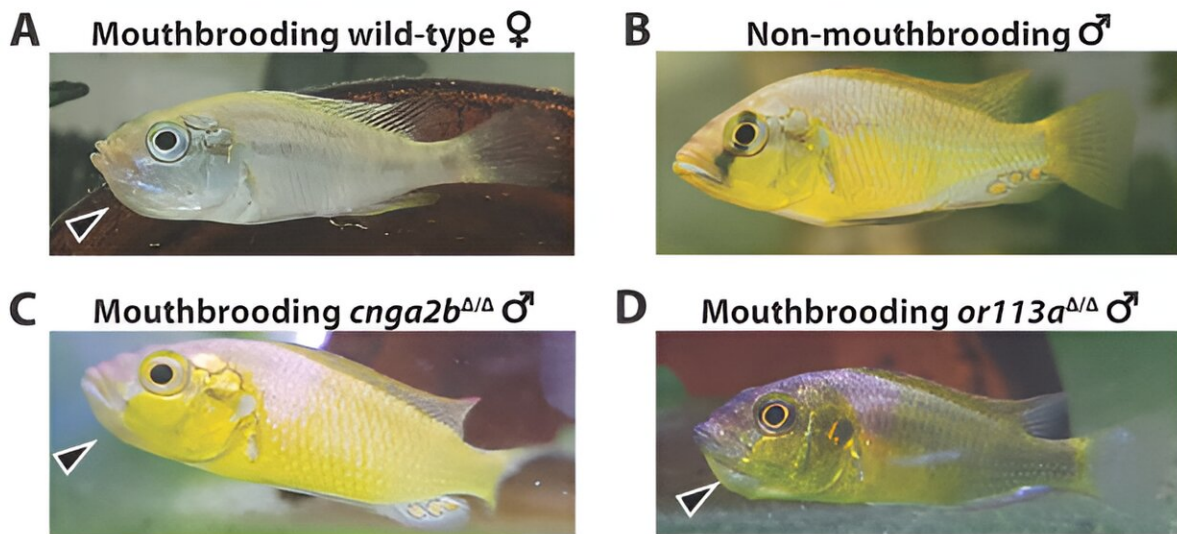 A Mouthbrooding wild-type ♀
B Non-mouthbrooding ♂
C Mouthbrooding cnga2bΔ/Δ ♂
D Mouthbrooding or113aΔ/Δ ♂